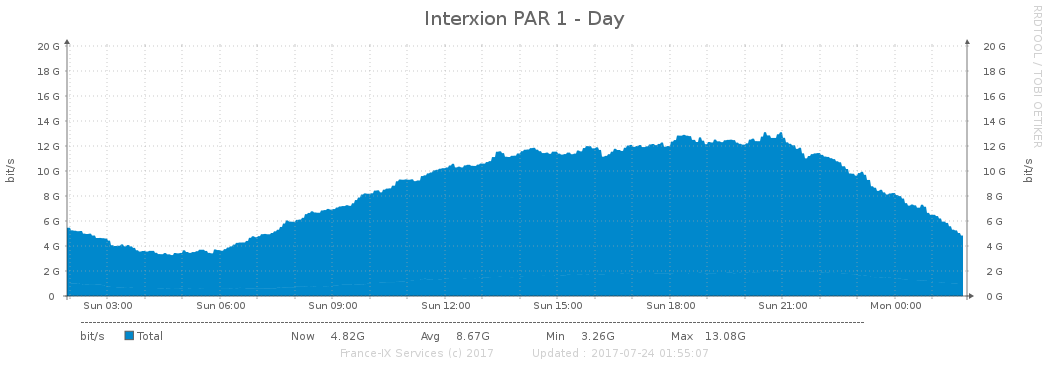 Interxion PAR 1 - Day
RRDTOOL / TOBI OETIKER
bit/s
20 G 20 G
18 G 18 G
16 G 16 G
14 G 14 G
12 G 12 G
10 G 10 G
8 G 8 G
6 G 6 G
4 G 4 G
2 G 2 G
0 0 G
bit/s
Sun 03:00 Sun 06:00 Sun 09:00 Sun 12:00 Sun 15:00 Sun 18:00 Sun 21:00 Mon 00:00
bit/s Total Now 4.82G Avg 8.67G Min 3.26G Max 13.08G
France-IX Services (c) 2017 Updated : 2017-07-24 01:55:07